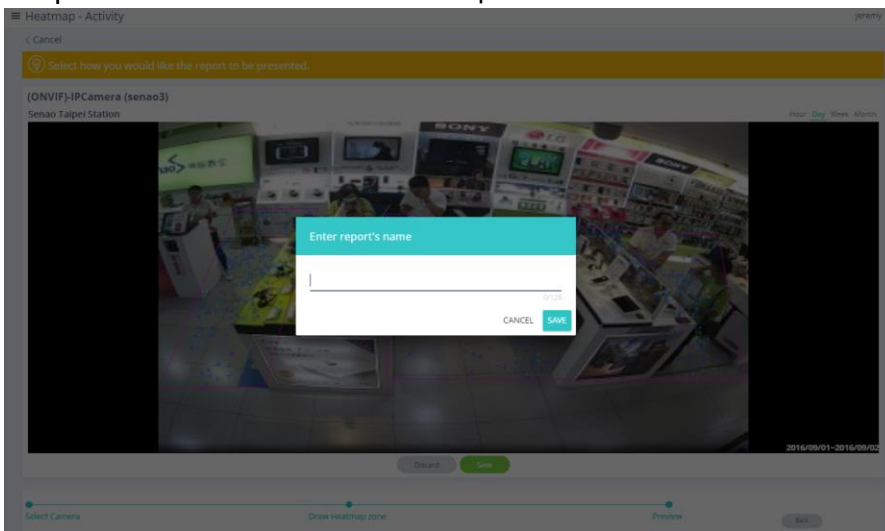 Heatmap - Activity
jeremy
< Cancel
Select how you would like the report to be presented.
(ONVIF)-IPCamera (senao3)
Senao Taipei Station
Hour Day Week Month
SONY
LG
SONY
Enter report's name
0/128
CANCEL SAVE
2016/09/01~2016/09/02
Discard Save
Select Camera
Draw Heatmap zone
Preview